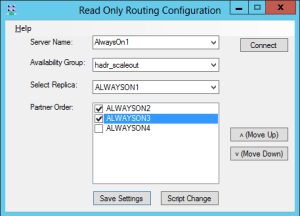 Read Only Routing Configuration
Help
Server Name: AlwaysOn1 Connect
Availability Group: hadr_scaleout
Select Replica: ALWAYSON1
Partner Order: ALWAYSON2
ALWAYSON3
ALWAYSON4
^ (Move Up)
v (Move Down)
Save Settings Script Change